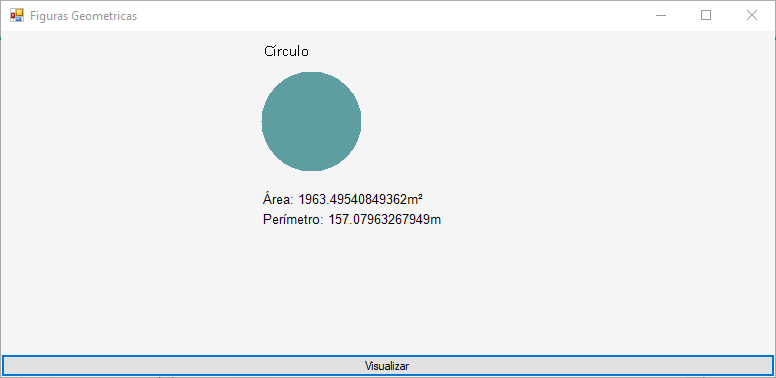 Figuras Geometricas
Círculo
Área: 1963.49540849362m²
Perímetro: 157.07963267949m
Visualizar